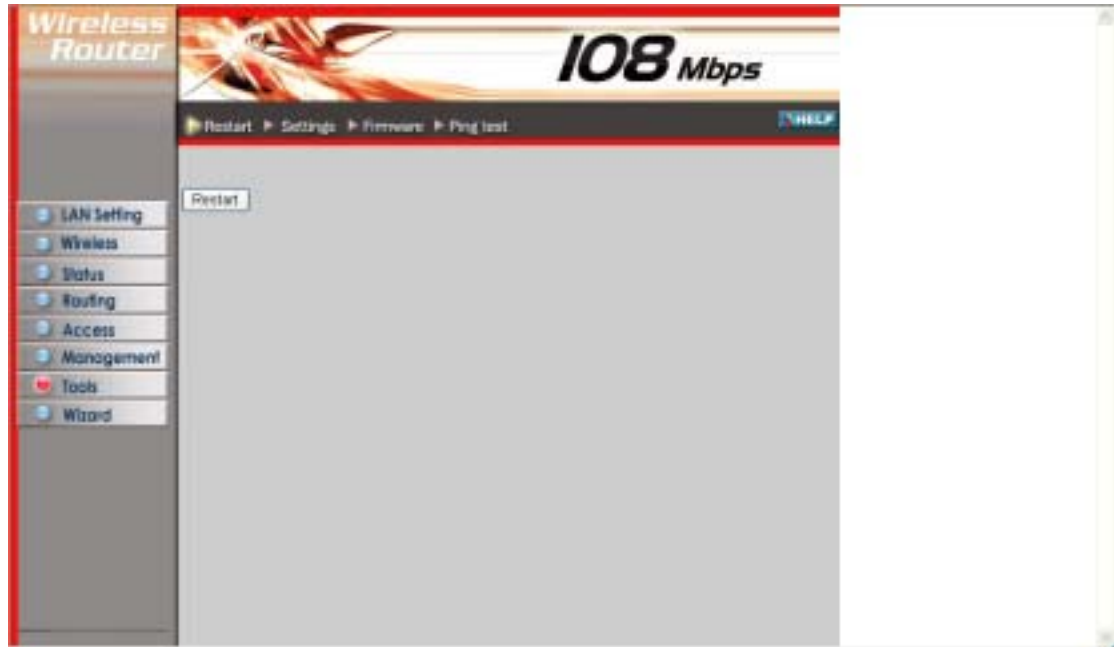 Wireless
Router
108 Mbps
Restart Settings Firmware Ping test
HELP
Restart
LAN Setting
Wireless
Status
Routing
Access
Management
Tools
Wizard